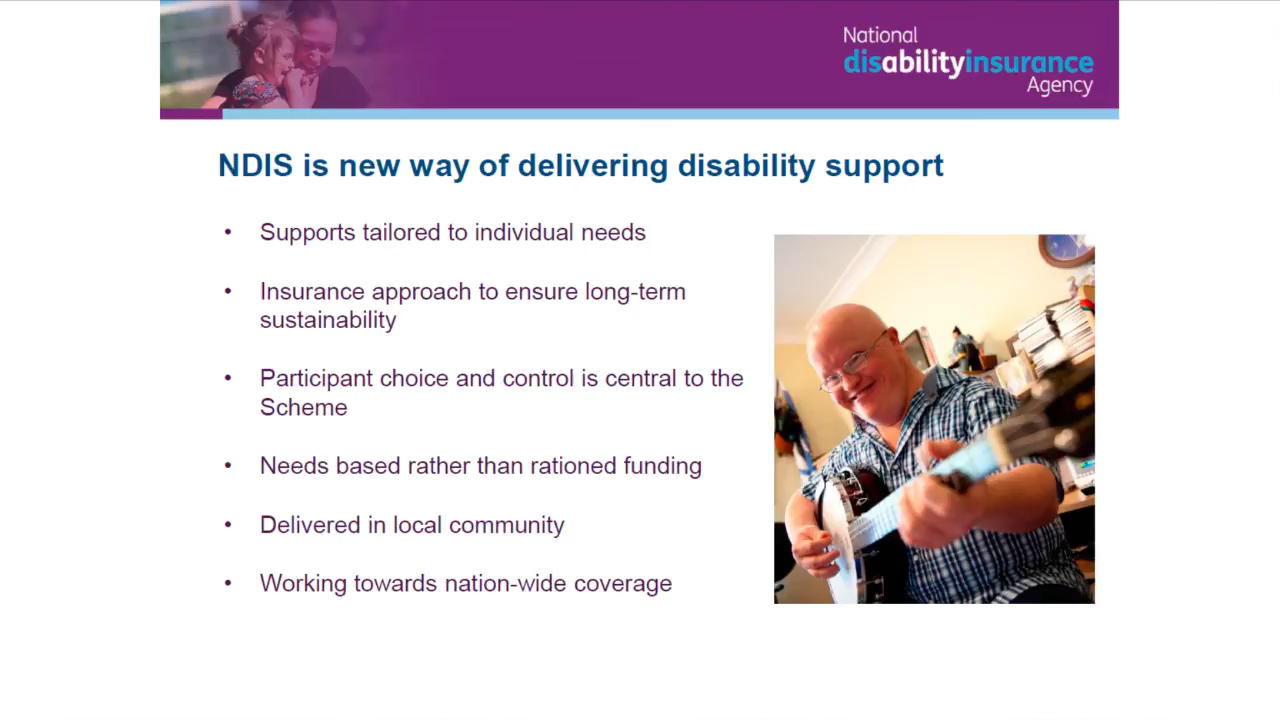 National
disabilityinsurance
Agency
NDIS is new way of delivering disability support
• Supports tailored to individual needs
• Insurance approach to ensure long-term
sustainability
• Participant choice and control is central to the
Scheme
• Needs based rather than rationed funding
• Delivered in local community
• Working towards nation-wide coverage